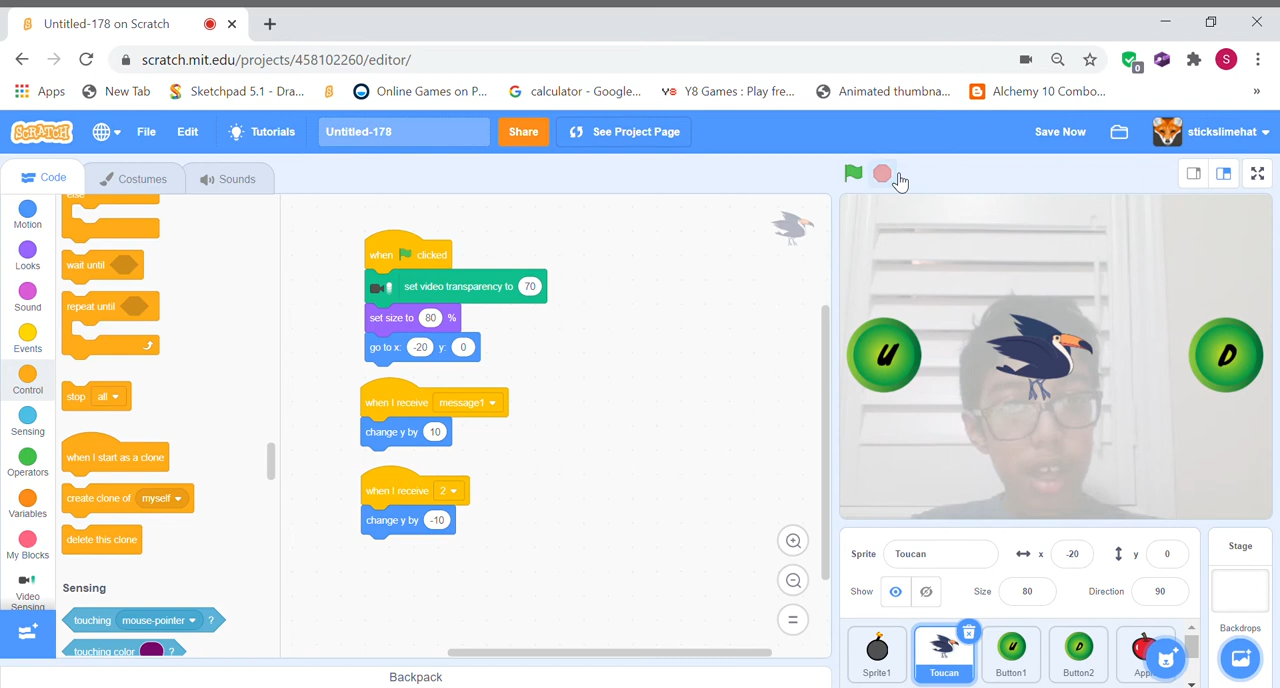 Untitled-178 on Scratch
scratch.mit.edu/projects/458102260/editor/
0
S
Apps
New Tab
Sketchpad 5.1 - Dra...
Online Games on P...
G calculator - Google...
Y8 Games : Play fre...
Animated thumbna...
Alchemy 10 Combo...
»
SCRATCH
File
Edit
Tutorials
Untitled-178
Share
See Project Page
Save Now
stickslimehat
Code
Costumes
Sounds
Motion
Looks
Sound
Events
Control
Sensing
Operators
Variables
My Blocks
Video
Sensing
else
wait until
repeat until
stop all
when I start as a clone
create clone of myself
delete this clone
Sensing
touching mouse-pointer ?
touching color ?
when clicked
set video transparency to 70
set size to 80 %
go to x: -20 y: 0
when I receive message1
change y by 10
when I receive 2
change y by -10
U
D
Sprite Toucan x -20 y 0
Show Size 80 Direction 90
Sprite1
Toucan
U
Button1
D
Button2
Stage
Backdrops
Backpack